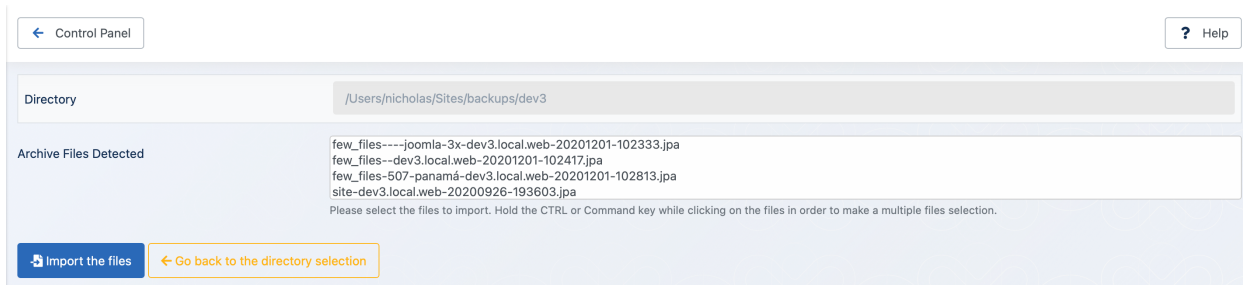 Control Panel
? Help
Directory
/Users/nicholas/Sites/backups/dev3
Archive Files Detected
few_files----joomla-3x-dev3.local.web-20201201-102333.jpa
few_files--dev3.local.web-20201201-102417.jpa
few_files-507-panamá-dev3.local.web-20201201-102813.jpa
site-dev3.local.web-20200926-193603.jpa
Please select the files to import. Hold the CTRL or Command key while clicking on the files in order to make a multiple files selection.
Import the files
Go back to the directory selection